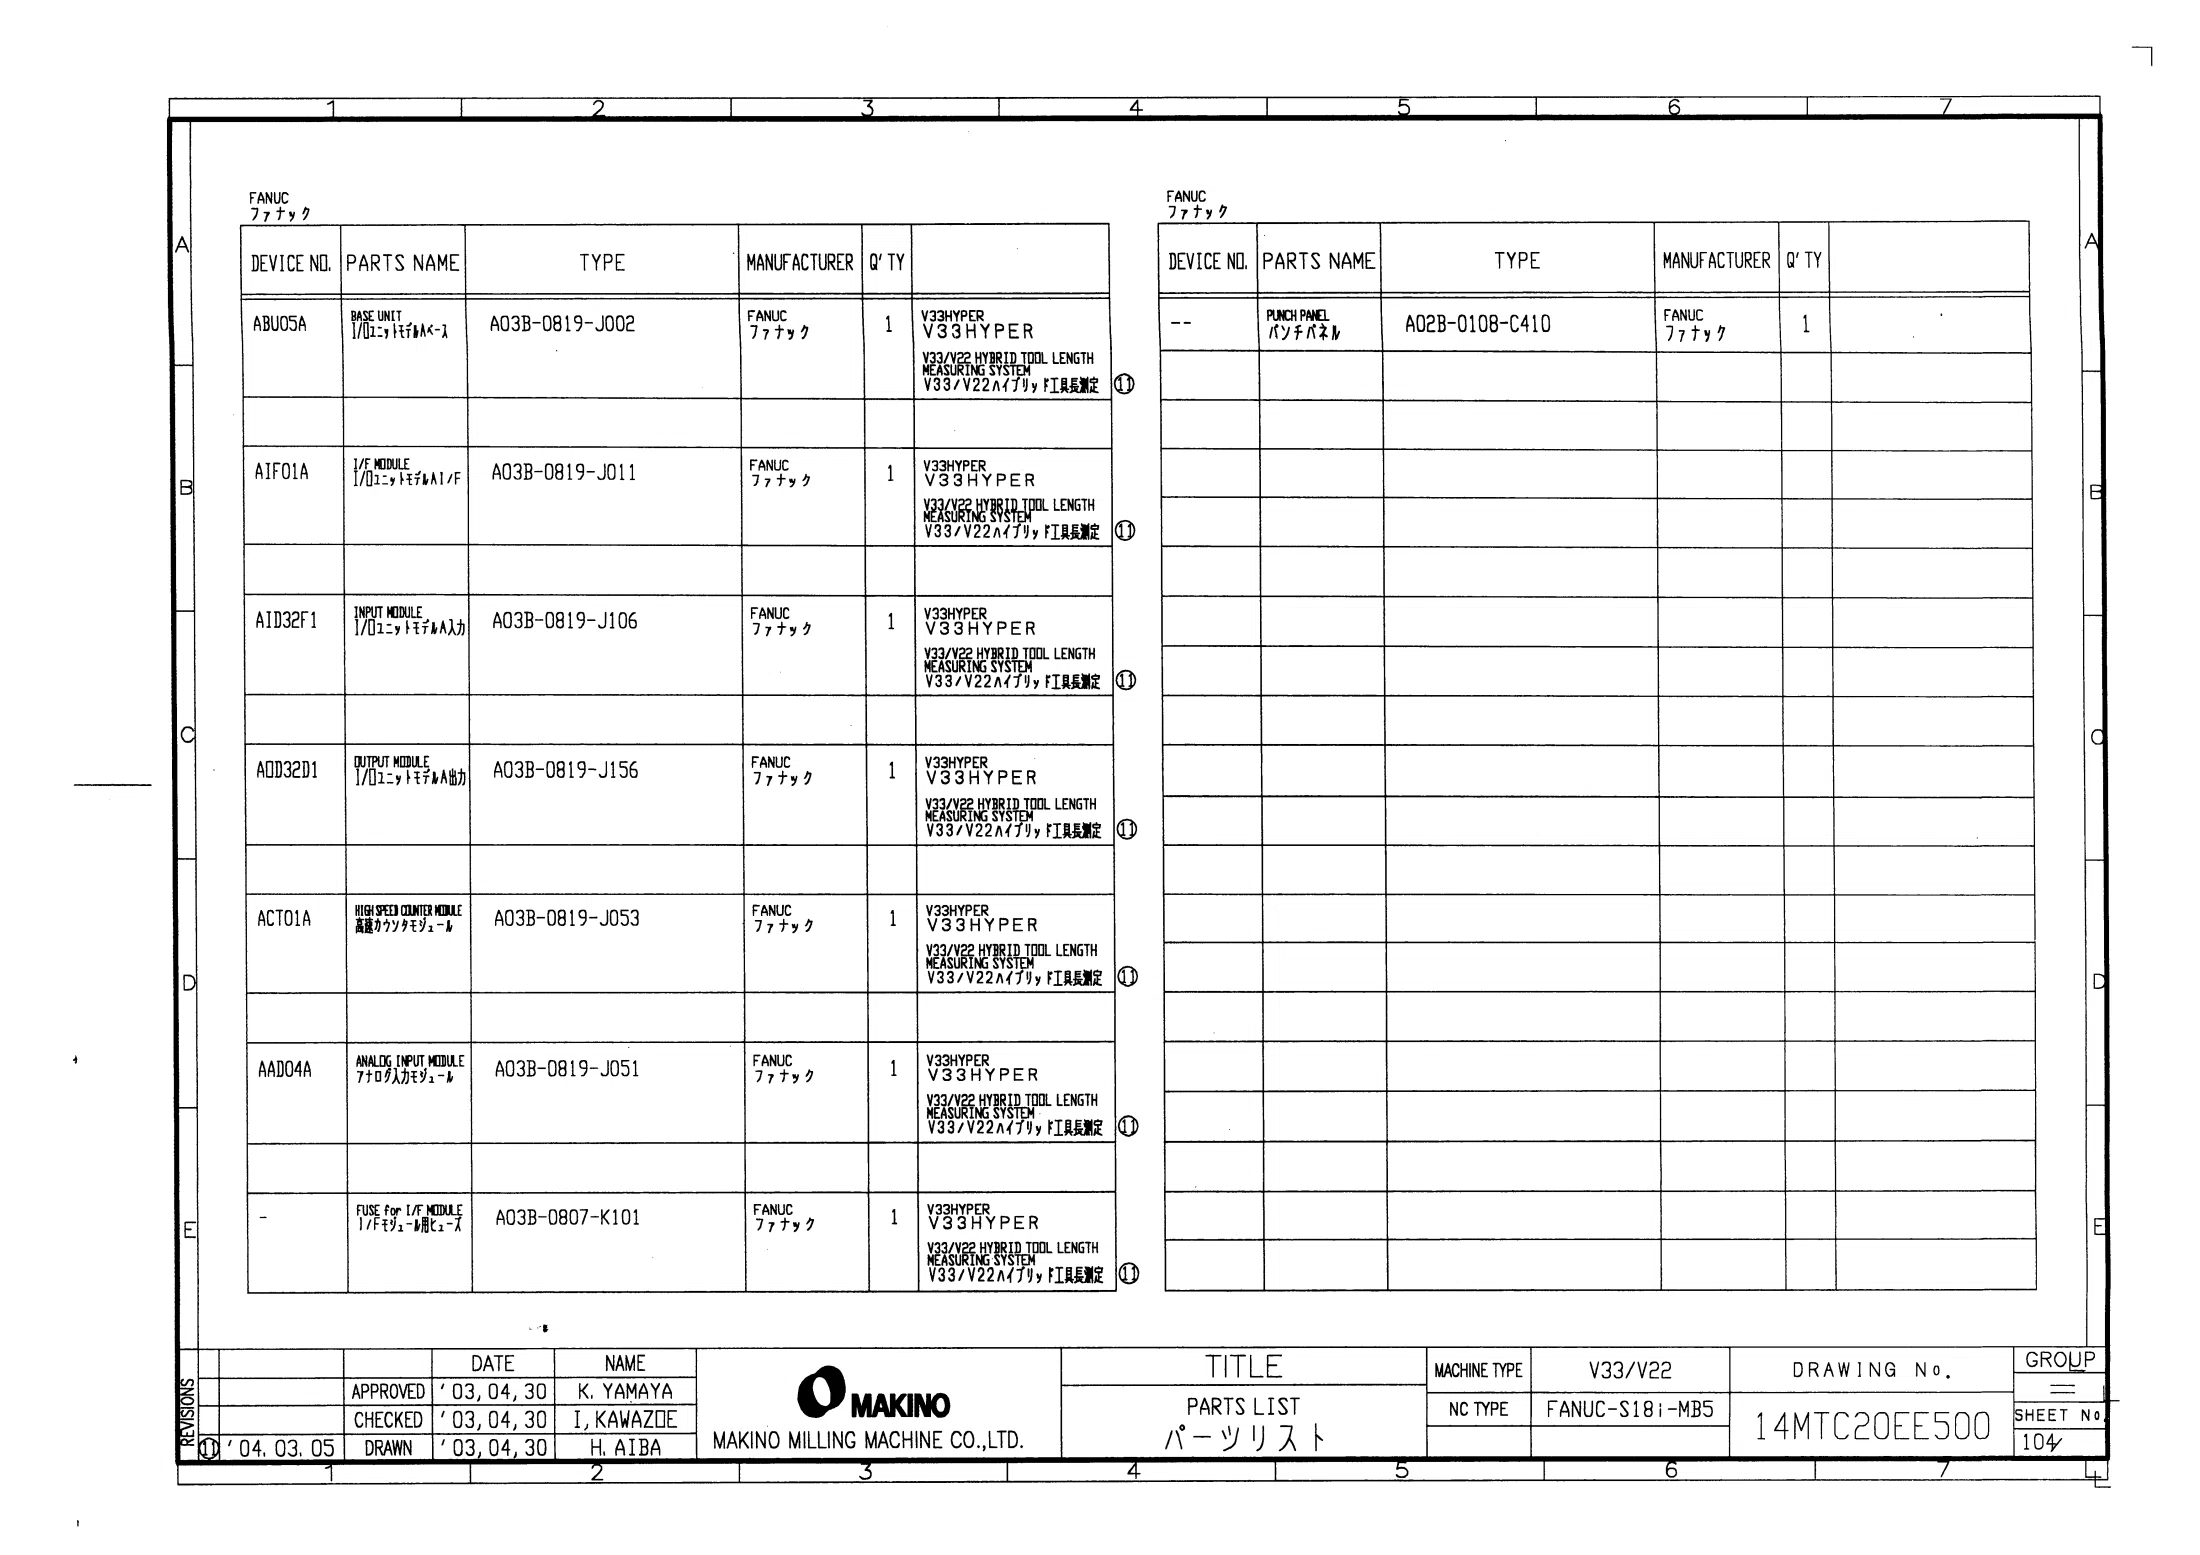 1 2 3 4 5 6 7
FANUC
ファナック
DEVICE NO. PARTS NAME TYPE MANUFACTURER Q'TY
ABU05A BASE UNIT A03B-0819-J002 FANUC 1 V33HYPER
I/OユニットモデルAベース ファナック V33HYPER
V33/V22 HYBRID TOOL LENGTH
MEASURING SYSTEM
V33/V22ハイブリッド工具長測定 ⑪
AIF01A I/F MODULE A03B-0819-J011 FANUC 1 V33HYPER
I/OユニットモデルAI/F ファナック V33HYPER
V33/V22 HYBRID TOOL LENGTH
MEASURING SYSTEM
V33/V22ハイブリッド工具長測定 ⑪
AID32F1 INPUT MODULE A03B-0819-J106 FANUC 1 V33HYPER
I/OユニットモデルA入力 ファナック V33HYPER
V33/V22 HYBRID TOOL LENGTH
MEASURING SYSTEM
V33/V22ハイブリッド工具長測定 ⑪
AOD32D1 OUTPUT MODULE A03B-0819-J156 FANUC 1 V33HYPER
I/OユニットモデルA出力 ファナック V33HYPER
V33/V22 HYBRID TOOL LENGTH
MEASURING SYSTEM
V33/V22ハイブリッド工具長測定 ⑪
ACT01A HIGH SPEED COUNTER MODULE A03B-0819-J053 FANUC 1 V33HYPER
高速カウンタモジュール ファナック V33HYPER
V33/V22 HYBRID TOOL LENGTH
MEASURING SYSTEM
V33/V22ハイブリッド工具長測定 ⑪
AAD04A ANALOG INPUT MODULE A03B-0819-J051 FANUC 1 V33HYPER
アナログ入力モジュール ファナック V33HYPER
V33/V22 HYBRID TOOL LENGTH
MEASURING SYSTEM
V33/V22ハイブリッド工具長測定 ⑪
- FUSE for I/F MODULE A03B-0807-K101 FANUC 1 V33HYPER
I/Fモジュール用ヒューズ ファナック V33HYPER
V33/V22 HYBRID TOOL LENGTH
MEASURING SYSTEM
V33/V22ハイブリッド工具長測定 ⑪
FANUC
ファナック
DEVICE NO. PARTS NAME TYPE MANUFACTURER Q'TY
-- PUNCH PANEL A02B-0108-C410 FANUC 1
パンチパネル ファナック
A A
B B
C C
D D
E E
REVISIONS
⑪ '04.03.05
DATE NAME
APPROVED '03,04,30 K. YAMAYA
CHECKED '03,04,30 I, KAWAZOE
DRAWN '03,04,30 H. AIBA
MAKINO
MAKINO MILLING MACHINE CO.,LTD.
TITLE
PARTS LIST
パーツリスト
MACHINE TYPE V33/V22
NC TYPE FANUC-S18i-MB5
DRAWING No.
14MTC20EE500
GROUP
=
SHEET No.
104/
1 2 3 4 5 6 7